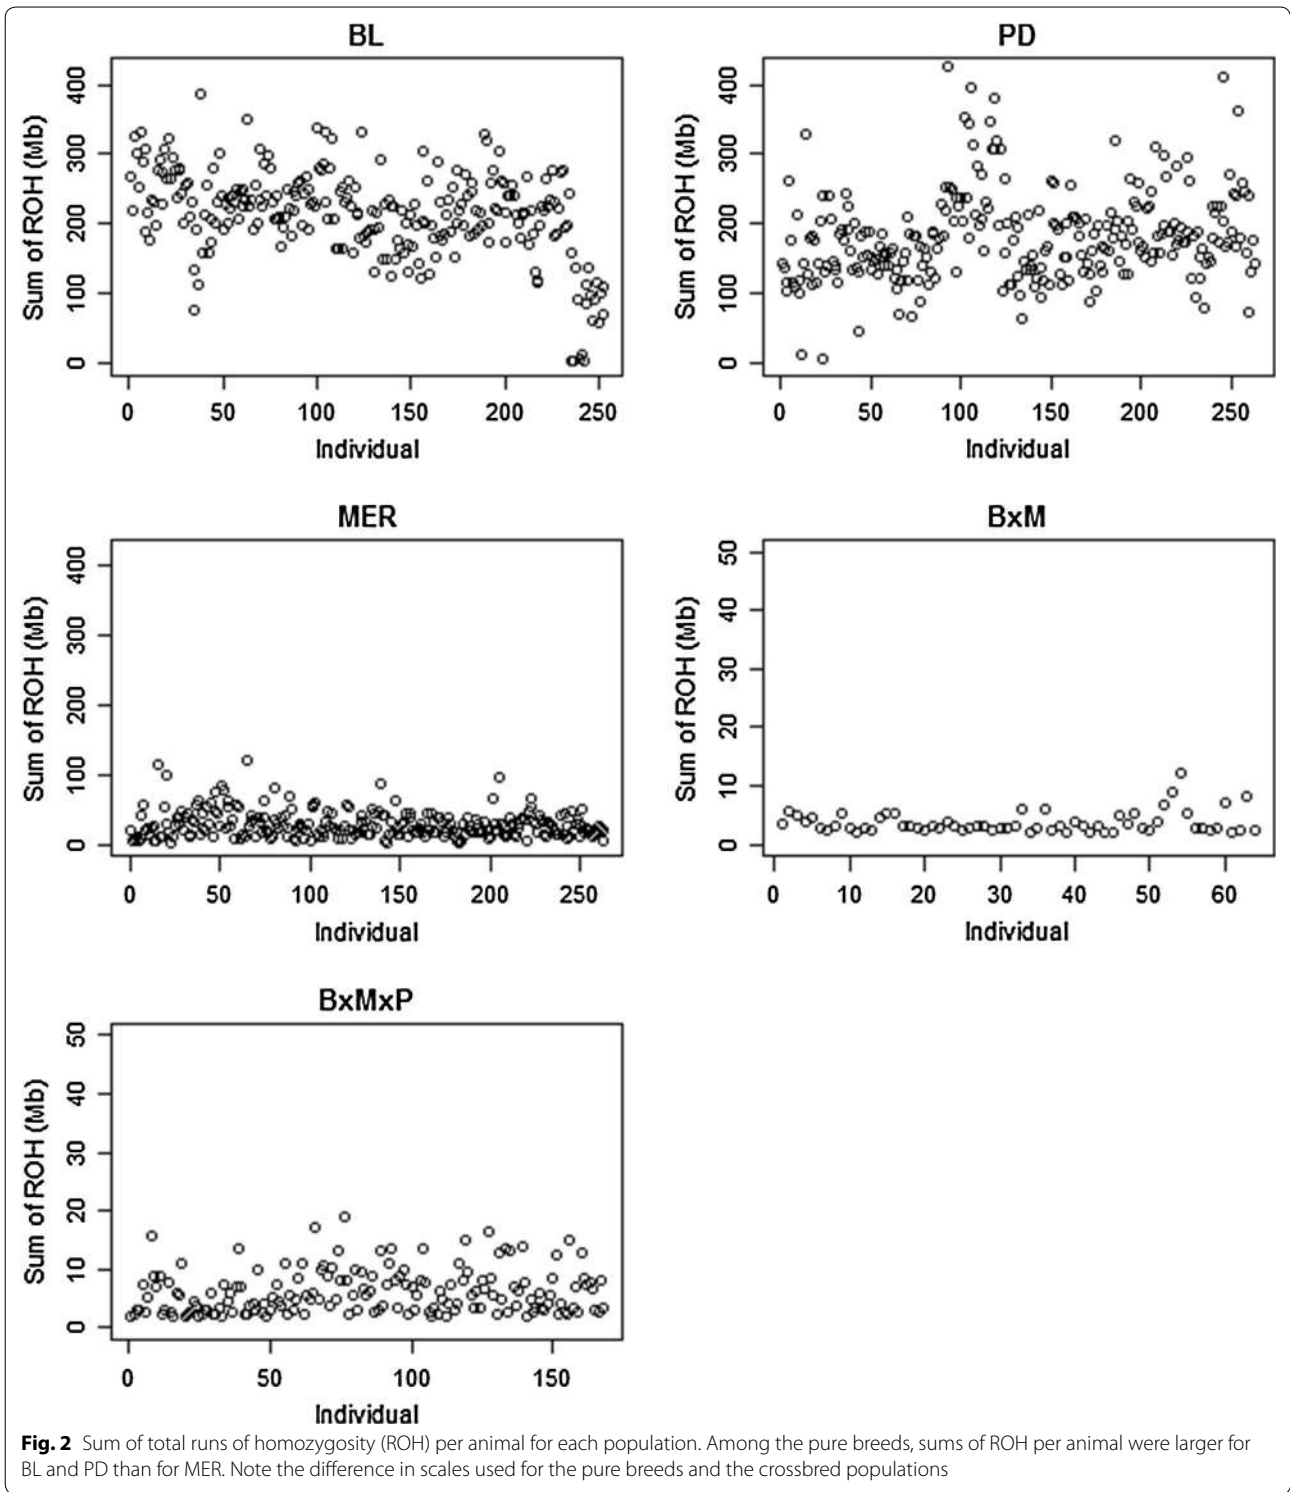 BL
Sum of ROH (Mb)
400
300
200
100
0
0 50 100 150 200 250
Individual
PD
Sum of ROH (Mb)
400
300
200
100
0
0 50 100 150 200 250
Individual
MER
Sum of ROH (Mb)
400
300
200
100
0
0 50 100 150 200 250
Individual
BxM
Sum of ROH (Mb)
50
40
30
20
10
0
0 10 20 30 40 50 60
Individual
BxMxP
Sum of ROH (Mb)
50
40
30
20
10
0
0 50 100 150
Individual
Fig. 2 Sum of total runs of homozygosity (ROH) per animal for each population. Among the pure breeds, sums of ROH per animal were larger for
BL and PD than for MER. Note the difference in scales used for the pure breeds and the crossbred populations